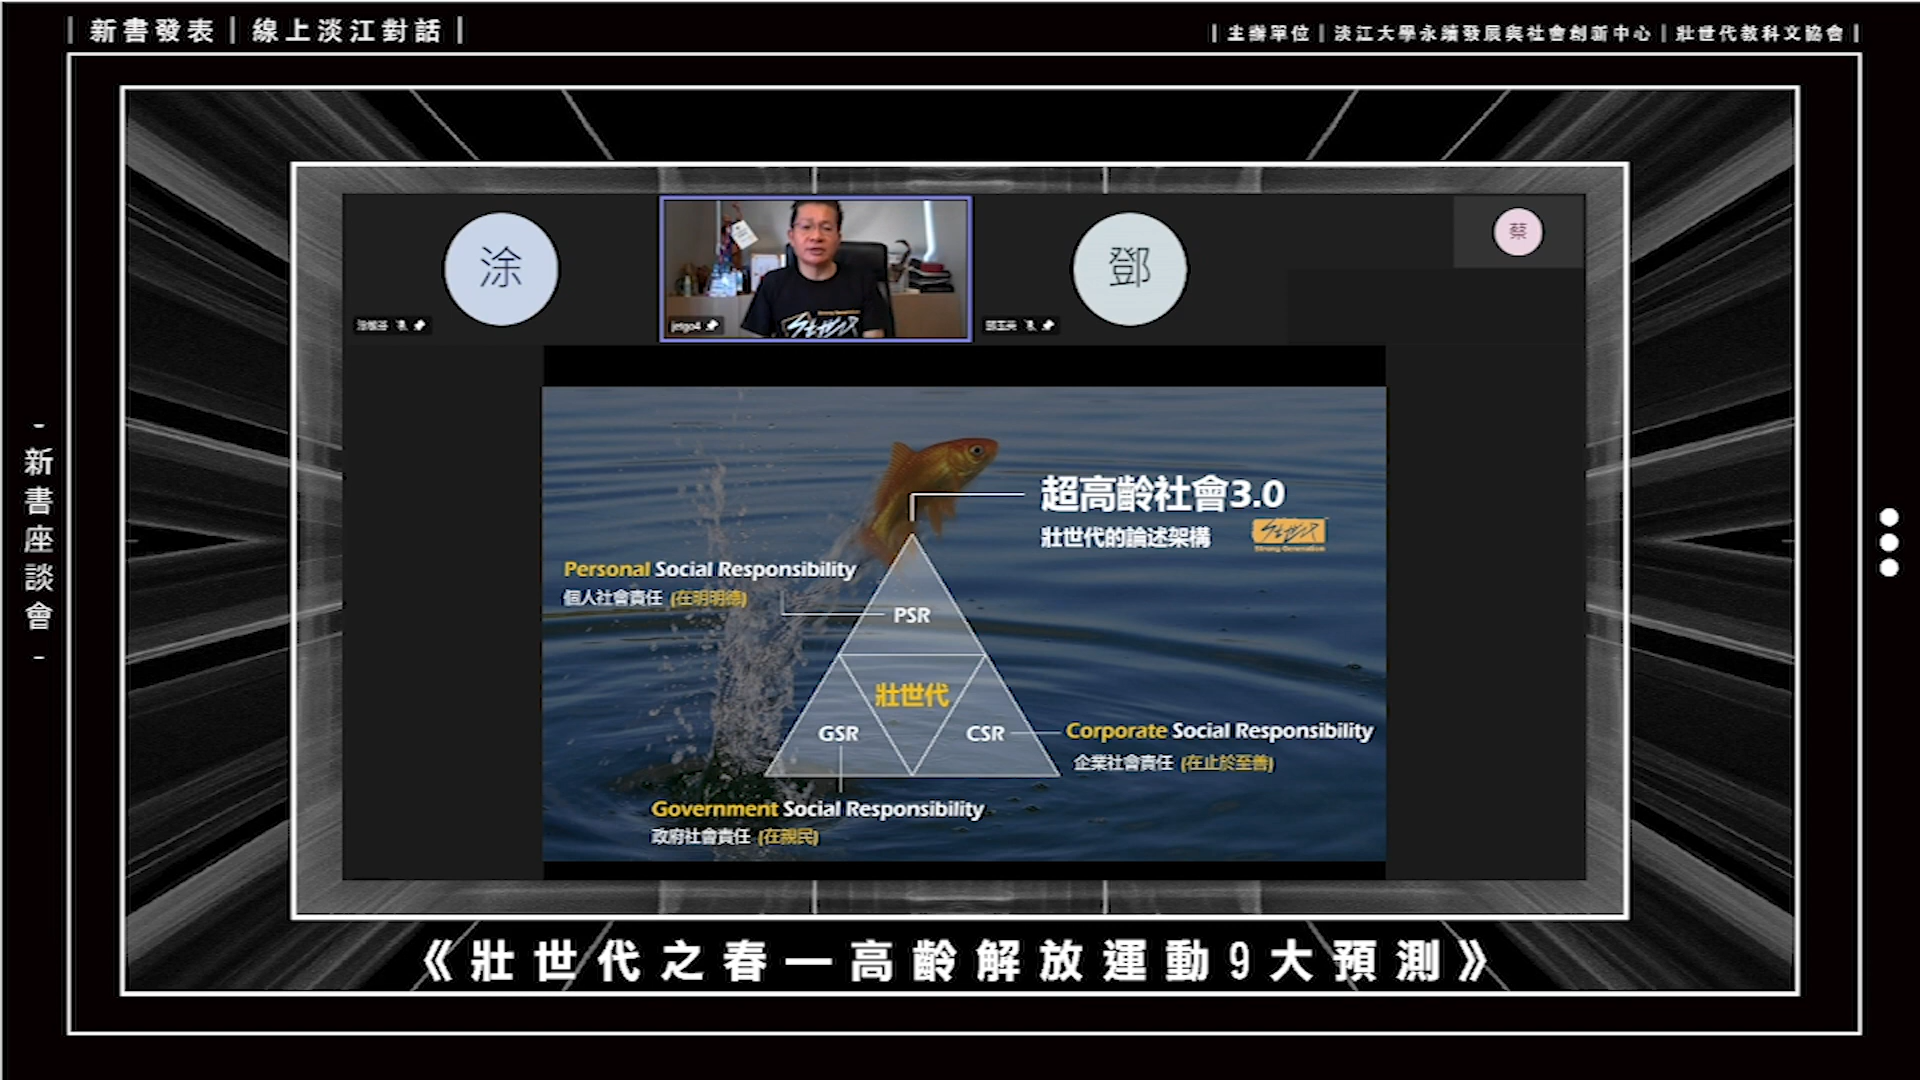 | 新書發表 | 線上淡江對話 |
| 主辦單位 | 淡江大學永續發展與社會創新中心 | 壯世代教科文協會 |
- 新書座談會 -
涂
鄧
蔡
jetgo4
超高齡社會3.0
壯世代的論述架構
Strong Generation
Personal Social Responsibility
個人社會責任 (在明明德)
PSR
壯世代
GSR
CSR
Corporate Social Responsibility
企業社會責任 (在止於至善)
Government Social Responsibility
政府社會責任 (在親民)
《壯世代之春—高齡解放運動9大預測》